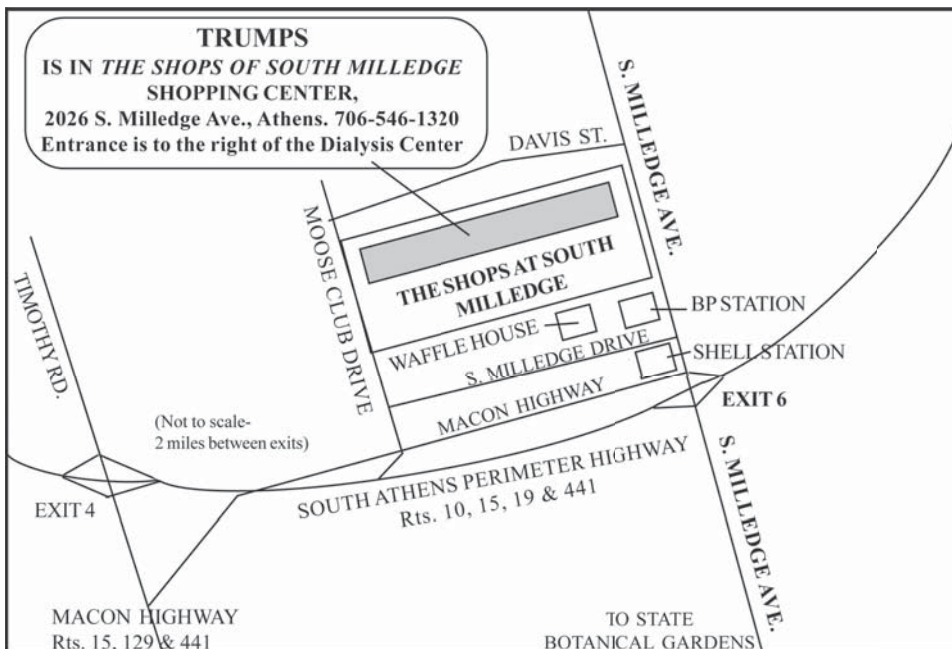 TRUMPS
IS IN THE SHOPS OF SOUTH MILLEDGE
SHOPPING CENTER,
2026 S. Milledge Ave., Athens. 706-546-1320
Entrance is to the right of the Dialysis Center
S. MILLEDGE AVE.
DAVIS ST.
MOOSE CLUB DRIVE
THE SHOPS AT SOUTH
MILLEDGE
TIMOTHY RD.
BP STATION
WAFFLE HOUSE
S. MILLEDGE DRIVE
SHELL STATION
MACON HIGHWAY
EXIT 6
(Not to scale-
2 miles between exits)
SOUTH ATHENS PERIMETER HIGHWAY
Rts. 10, 15, 19 & 441
EXIT 4
S. MILLEDGE AVE.
MACON HIGHWAY
Rts. 15, 129 & 441
TO STATE
BOTANICAL GARDENS